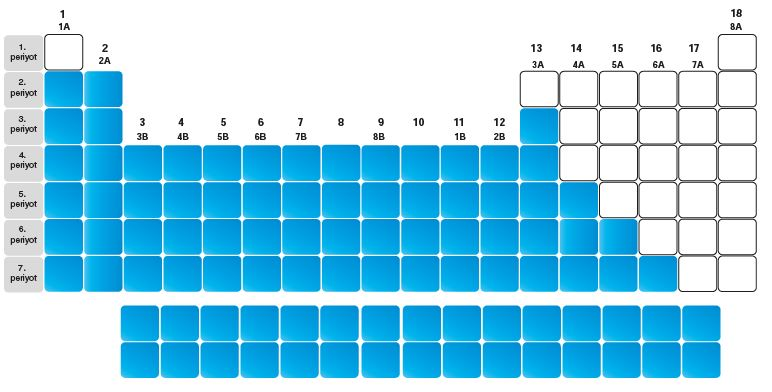 1
1A
18
8A
1.
periyot
2
2A
13 14 15 16 17
3A 4A 5A 6A 7A
2.
periyot
3.
periyot
3 4 5 6 7 8 9 10 11 12
3B 4B 5B 6B 7B 8B 1B 2B
4.
periyot
5.
periyot
6.
periyot
7.
periyot